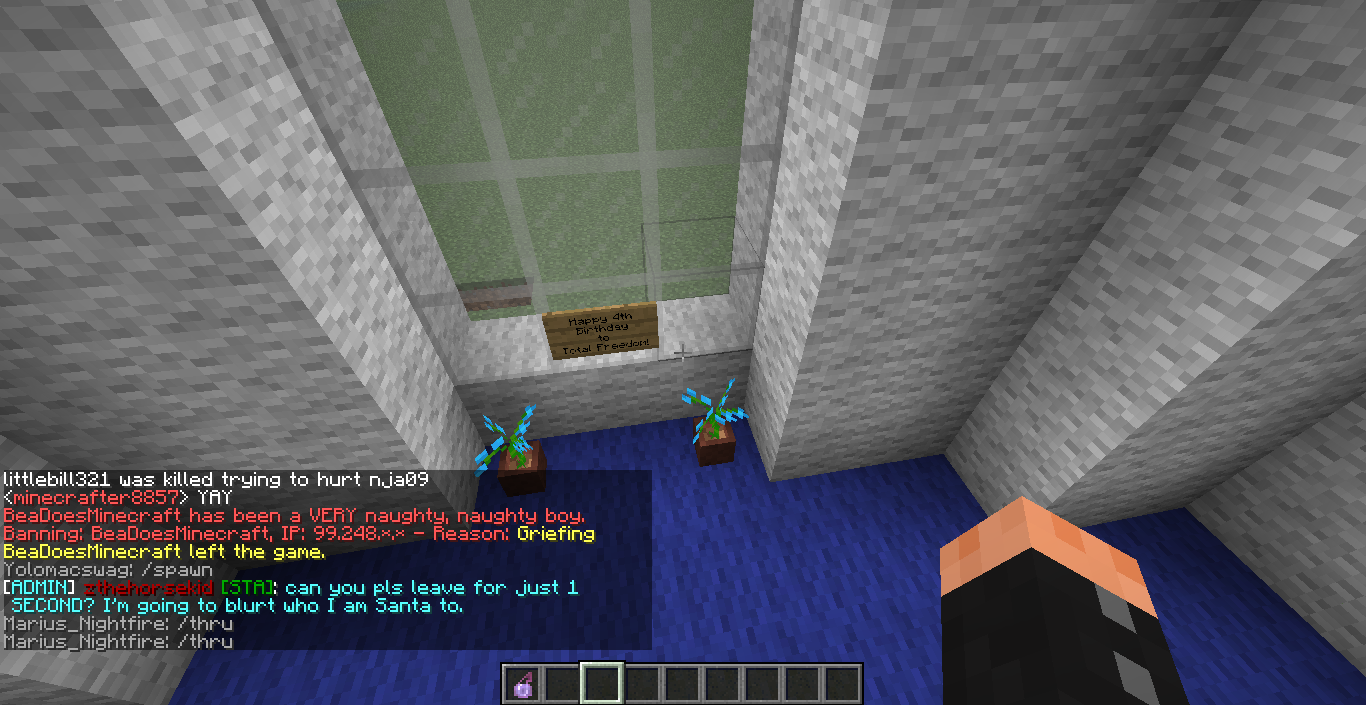 Happy 4th
Birthday
to
Total Freedom!
littlebill321 was killed trying to hurt nja09
<minecrafter8857> YAY
BeaDoesMinecraft has been a VERY naughty, naughty boy.
Banning: BeaDoesMinecraft, IP: 99.248.*.* - Reason: Griefing
BeaDoesMinecraft left the game.
Yolomacswag: /spawn
[ADMIN] zthehorsekid [STA]: can you pls leave for just 1
SECOND? I'm going to blurt who I am Santa to.
Marius_Nightfire: /thru
Marius_Nightfire: /thru